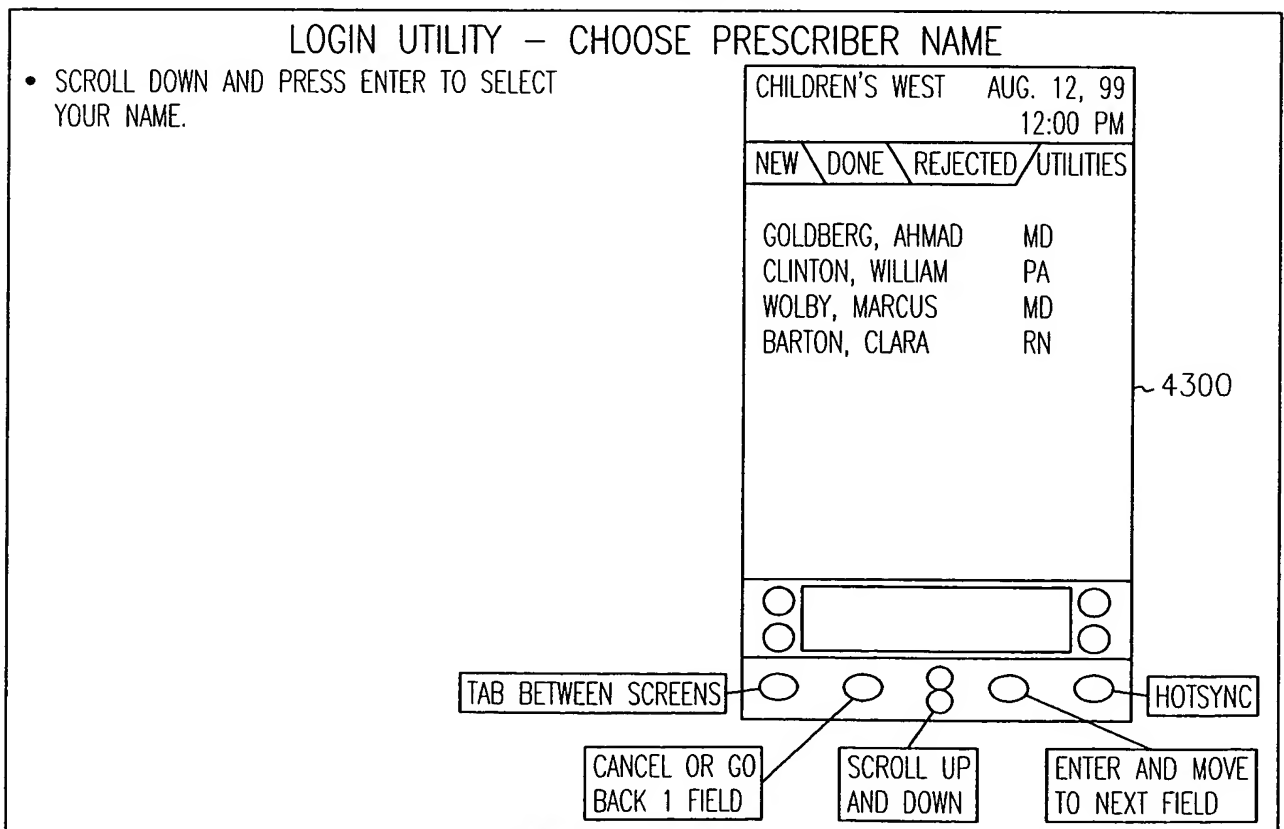 LOGIN UTILITY – CHOOSE PRESCRIBER NAME
• SCROLL DOWN AND PRESS ENTER TO SELECT
YOUR NAME.
CHILDREN'S WEST AUG. 12, 99
12:00 PM
NEW DONE REJECTED UTILITIES
GOLDBERG, AHMAD MD
CLINTON, WILLIAM PA
WOLBY, MARCUS MD
BARTON, CLARA RN
4300
TAB BETWEEN SCREENS
HOTSYNC
CANCEL OR GO
BACK 1 FIELD
SCROLL UP
AND DOWN
ENTER AND MOVE
TO NEXT FIELD